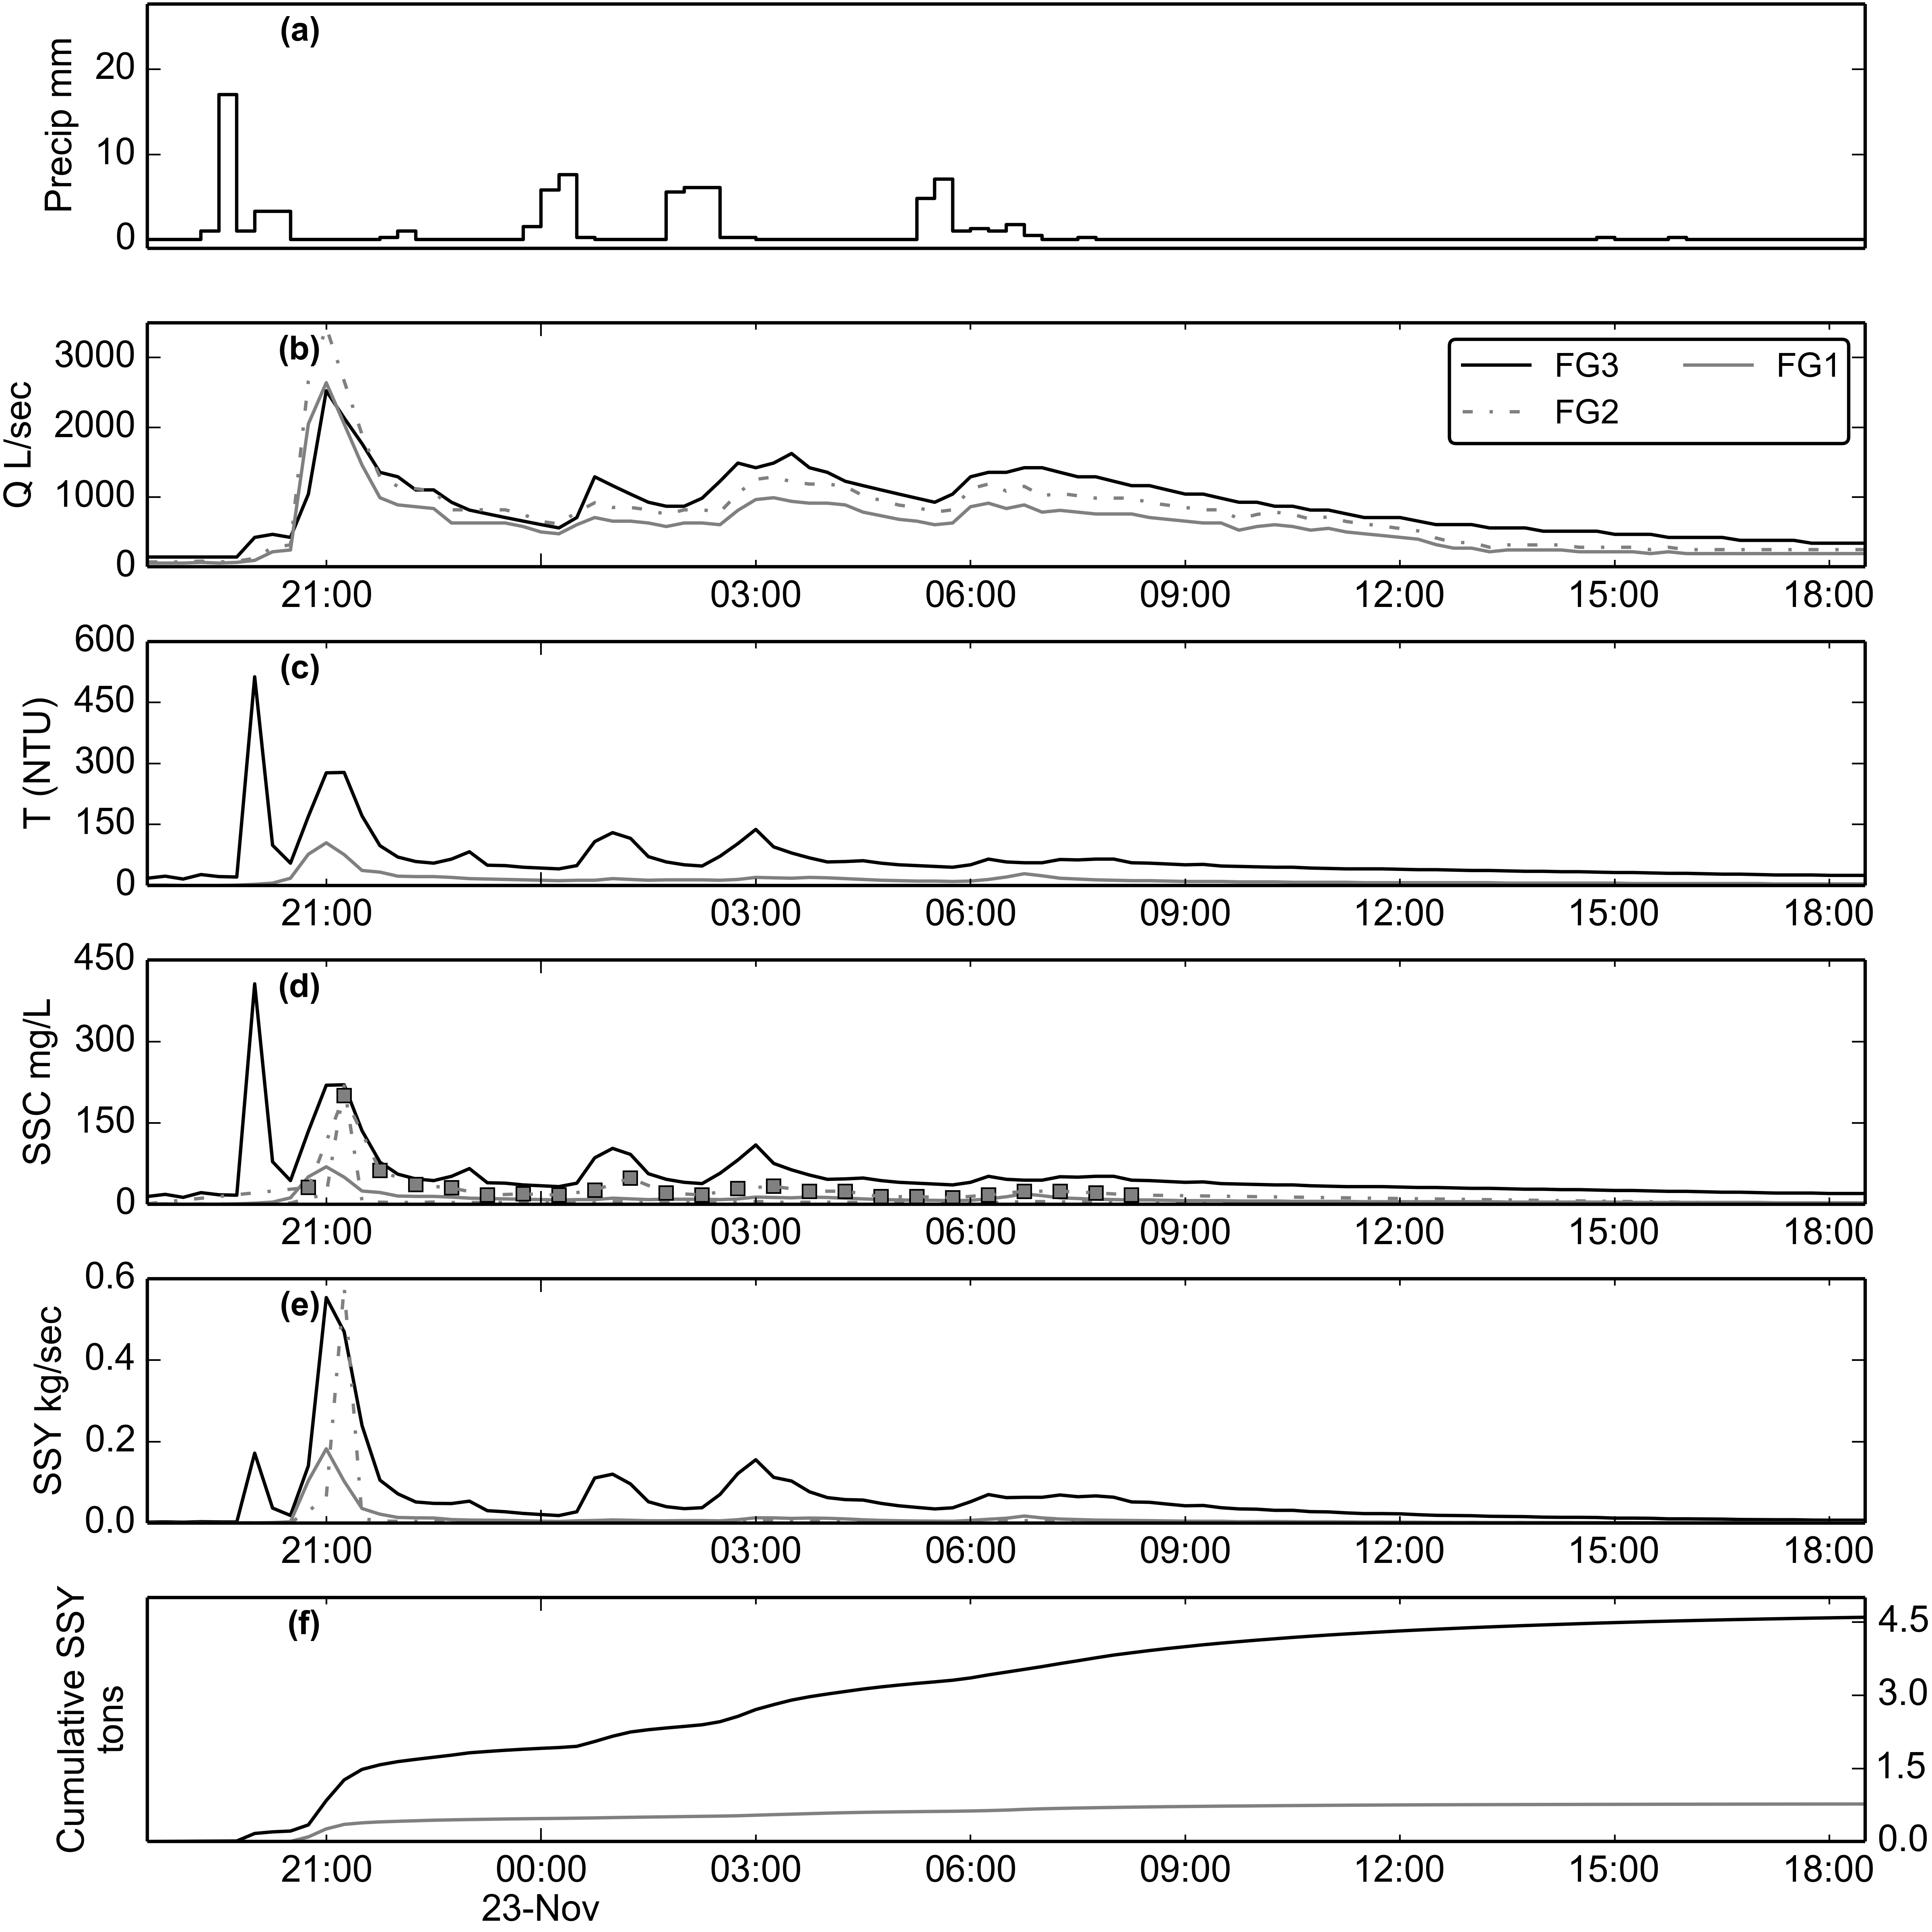 (a)
Precip mm
20
10
0
(b)
Q L/sec
3000
2000
1000
0
FG3
FG1
FG2
21:00 03:00 06:00 09:00 12:00 15:00 18:00
(c)
T (NTU)
600
450
300
150
0
21:00 03:00 06:00 09:00 12:00 15:00 18:00
(d)
SSC mg/L
450
300
150
0
21:00 03:00 06:00 09:00 12:00 15:00 18:00
(e)
SSY kg/sec
0.6
0.4
0.2
0.0
21:00 03:00 06:00 09:00 12:00 15:00 18:00
(f)
Cumulative SSY
tons
4.5
3.0
1.5
0.0
21:00 00:00 03:00 06:00 09:00 12:00 15:00 18:00
23-Nov